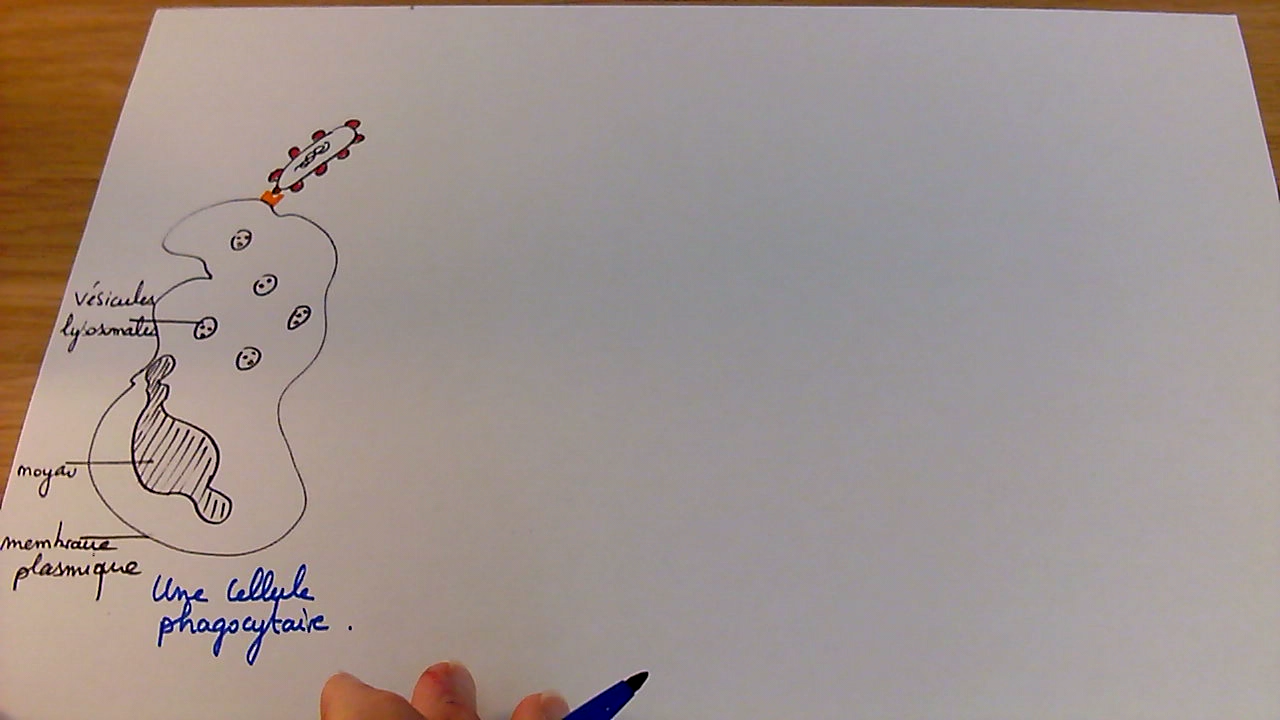 vésicules
lysosomales
noyau
membrane
plasmique
Une cellule
phagocytaire.